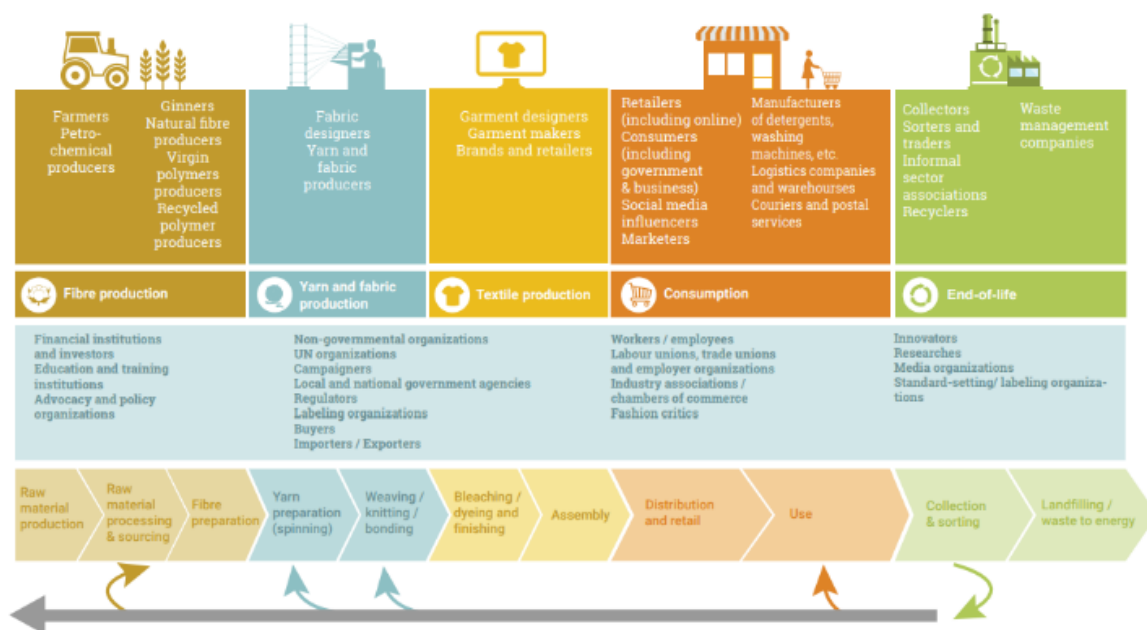 Farmers
Petro-
chemical
producers
Ginners
Natural fibre
producers
Virgin
polymers
producers
Recycled
polymer
producers
Fabric
designers
Yarn and
fabric
producers
Garment designers
Garment makers
Brands and retailers
Retailers
(including online)
Consumers
(including
government
& business)
Social media
influencers
Marketers
Manufacturers
of detergents,
washing
machines, etc.
Logistics companies
and warehourses
Couriers and postal
services
Collectors
Sorters and
traders
Informal
sector
associations
Recyclers
Waste
management
companies
Fibre production
Yarn and fabric
production
Textile production
Consumption
End-of-life
Financial institutions
and investors
Education and training
institutions
Advocacy and policy
organizations
Non-governmental organizations
UN organizations
Campaigners
Local and national government agencies
Regulators
Labeling organizations
Buyers
Importers / Exporters
Workers / employees
Labour unions, trade unions
and employer organizations
Industry associations /
chambers of commerce
Fashion critics
Innovators
Researches
Media organizations
Standard-setting/ labeling organiza-
tions
Raw
material
production
Raw
material
processing
& sourcing
Fibre
preparation
Yarn
preparation
(spinning)
Weaving /
knitting /
bonding
Bleaching /
dyeing and
finishing
Assembly
Distribution
and retail
Use
Collection
& sorting
Landfilling /
waste to energy